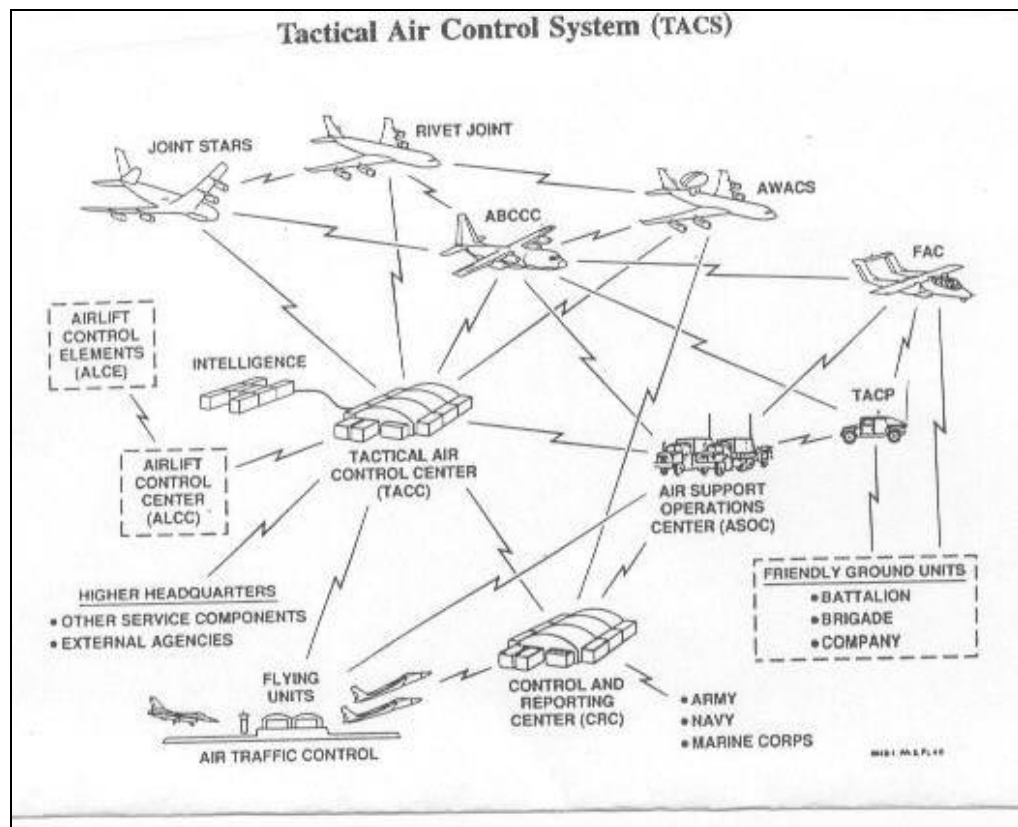 Tactical Air Control System (TACS)
RIVET JOINT
JOINT STARS
AWACS
ABCCC
FAC
AIRLIFT
CONTROL
ELEMENTS
(ALCE)
INTELLIGENCE
TACP
TACTICAL AIR
CONTROL CENTER
(TACC)
AIRLIFT
CONTROL
CENTER
(ALCC)
AIR SUPPORT
OPERATIONS
CENTER (ASOC)
FRIENDLY GROUND UNITS
• BATTALION
• BRIGADE
• COMPANY
HIGHER HEADQUARTERS
• OTHER SERVICE COMPONENTS
• EXTERNAL AGENCIES
FLYING
UNITS
AIR TRAFFIC CONTROL
CONTROL AND
REPORTING
CENTER (CRC)
• ARMY
• NAVY
• MARINE CORPS